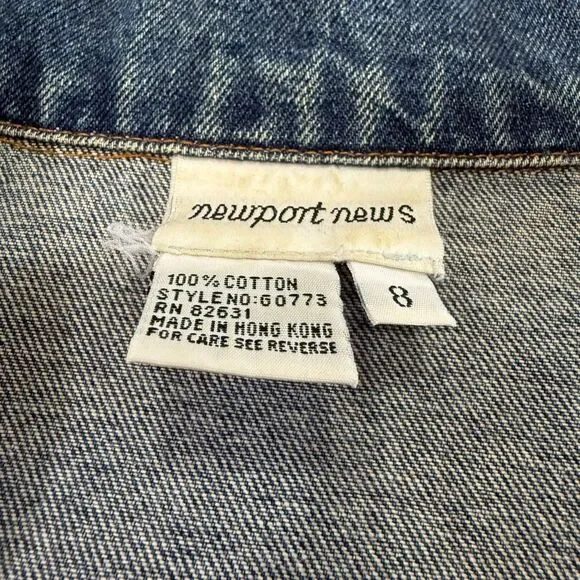 newport news
100% COTTON
STYLE NO: G0773
RN 82631
MADE IN HONG KONG
FOR CARE SEE REVERSE
8